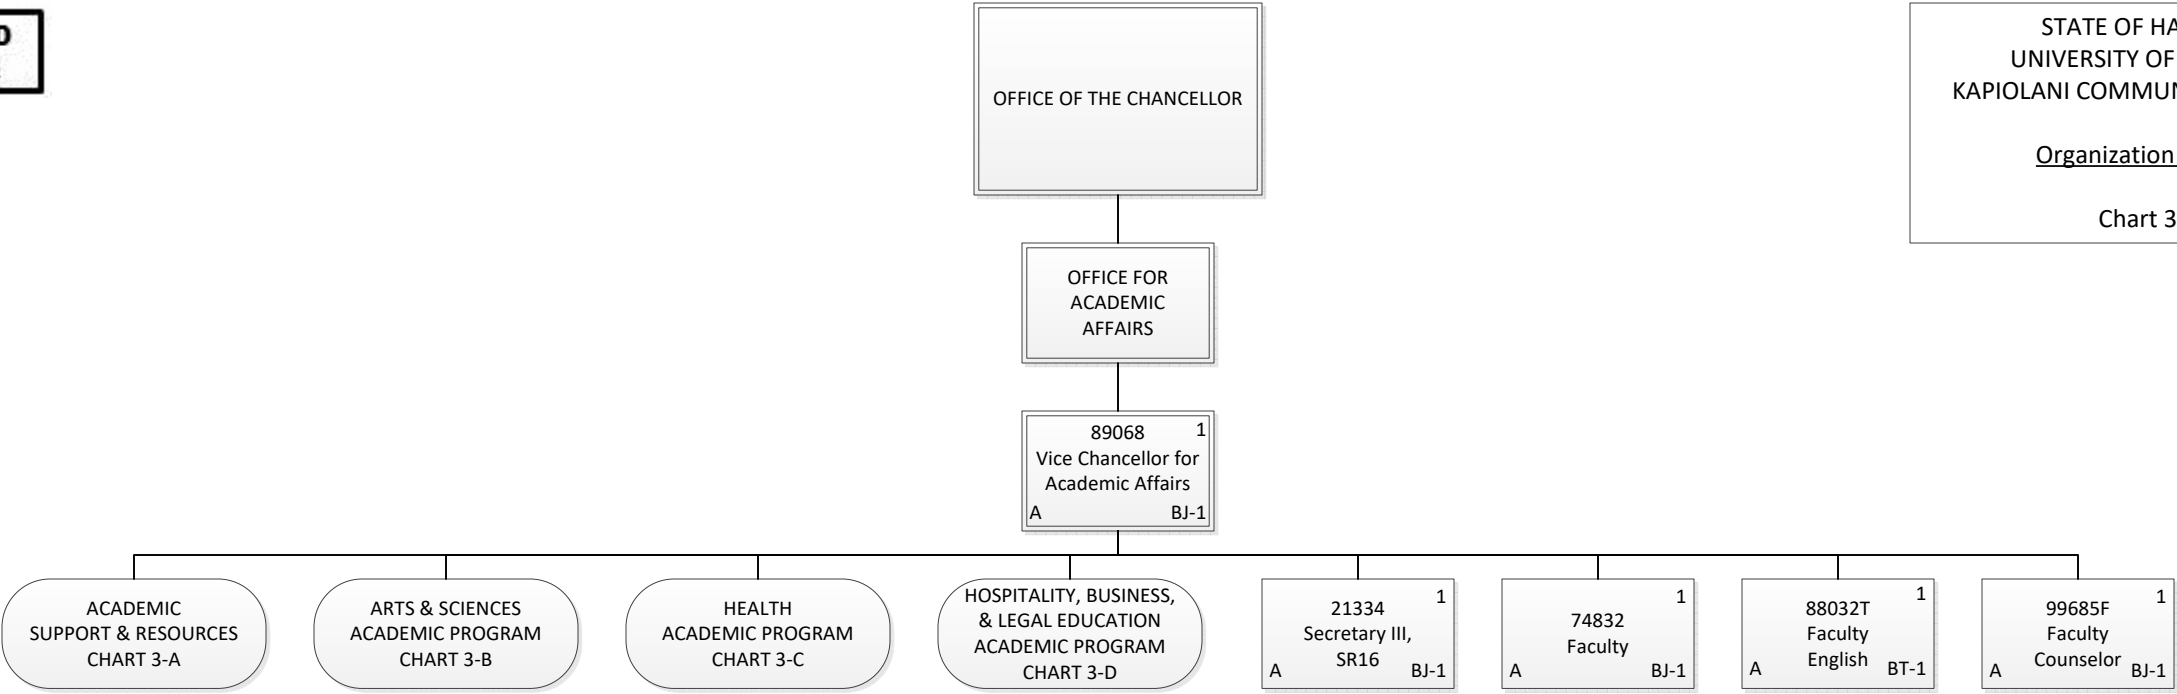 OFFICE OF THE CHANCELLOR
STATE OF
UNIVERSITY OF
KAPIOLANI
Organization
Chart 3
OFFICE FOR
ACADEMIC
AFFAIRS
89068 1
Vice Chancellor for
Academic Affairs
A BJ-1
ACADEMIC
SUPPORT & RESOURCES
CHART 3-A
ARTS & SCIENCES
ACADEMIC PROGRAM
CHART 3-B
HEALTH
ACADEMIC PROGRAM
CHART 3-C
HOSPITALITY, BUSINESS,
& LEGAL EDUCATION
ACADEMIC PROGRAM
CHART 3-D
21334 1
Secretary III,
SR16
A BJ-1
74832 1
Faculty
A BJ-1
88032T 1
Faculty
English
A BT-1
99685F 1
Faculty
Counselor
A BJ-1